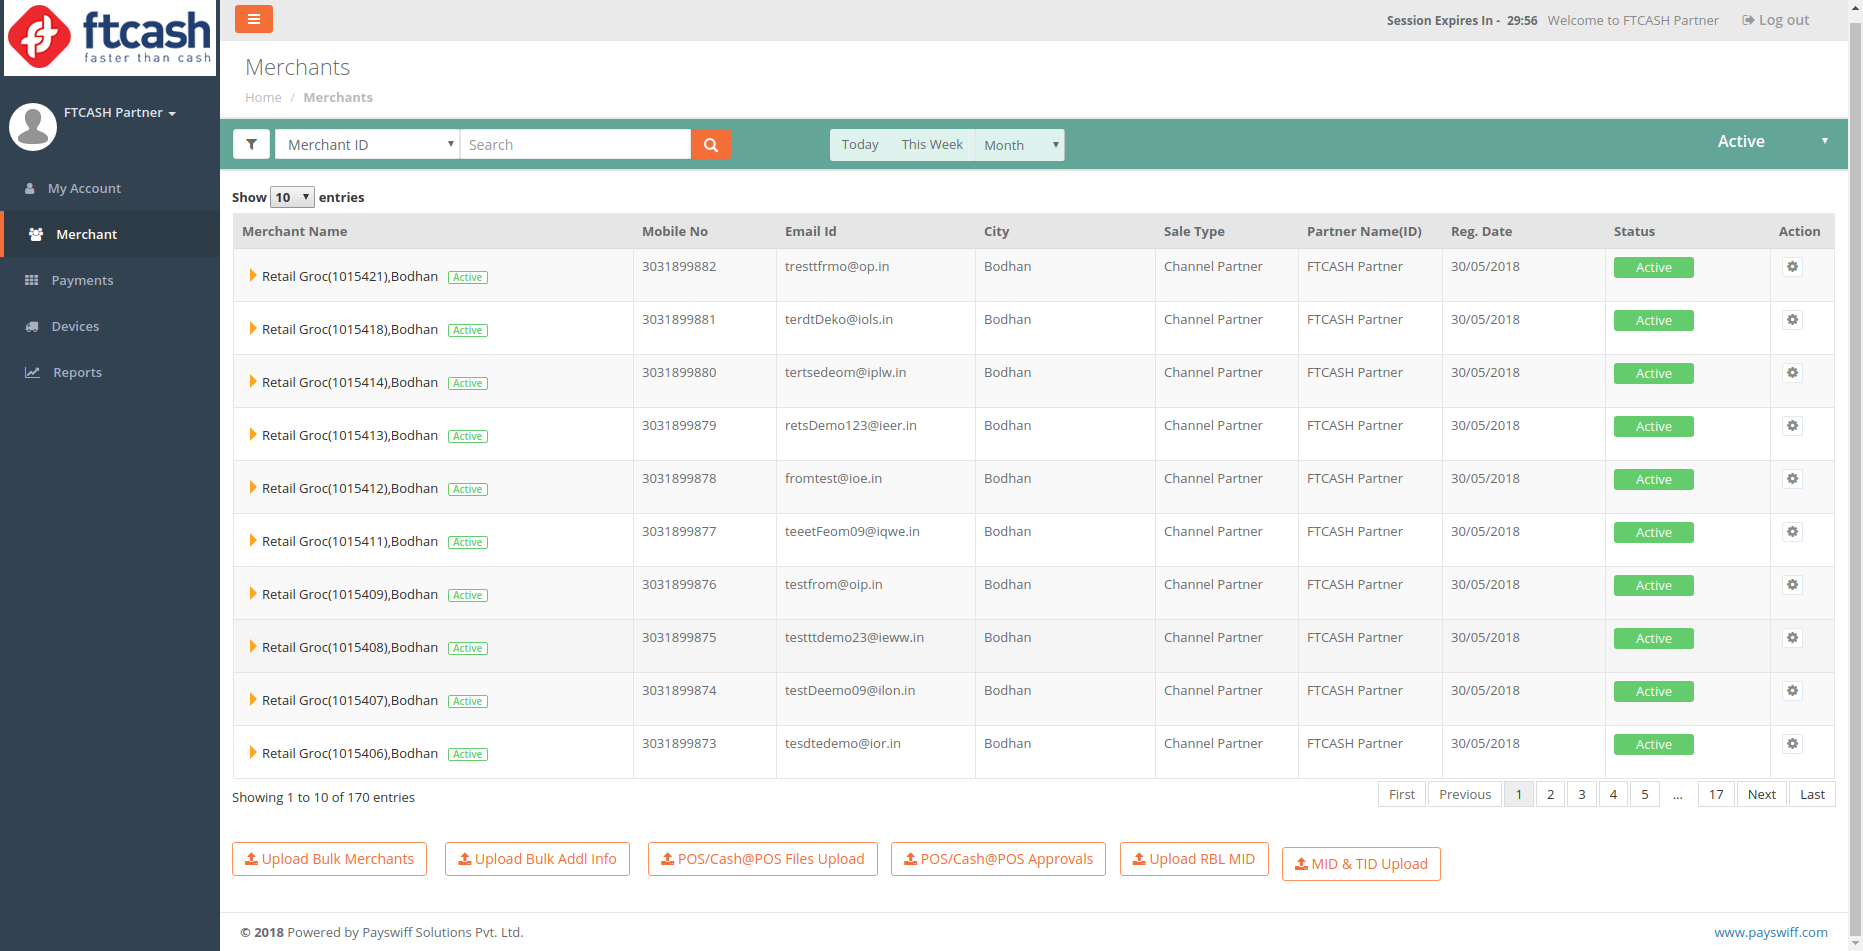 ftcash
faster than cash
Session Expires In - 29:56 Welcome to FTCASH Partner Log out
Merchants
Home / Merchants
FTCASH Partner
My Account
Merchant
Payments
Devices
Reports
Merchant ID Search Today This Week Month Active
Show 10 entries
Merchant Name Mobile No Email Id City Sale Type Partner Name(ID) Reg. Date Status Action
Retail Groc(1015421),Bodhan Active 3031899882 tresttfrmo@op.in Bodhan Channel Partner FTCASH Partner 30/05/2018 Active
Retail Groc(1015418),Bodhan Active 3031899881 terdtDeko@iols.in Bodhan Channel Partner FTCASH Partner 30/05/2018 Active
Retail Groc(1015414),Bodhan Active 3031899880 tertsedeom@iplw.in Bodhan Channel Partner FTCASH Partner 30/05/2018 Active
Retail Groc(1015413),Bodhan Active 3031899879 retsDemo123@ieer.in Bodhan Channel Partner FTCASH Partner 30/05/2018 Active
Retail Groc(1015412),Bodhan Active 3031899878 fromtest@ioe.in Bodhan Channel Partner FTCASH Partner 30/05/2018 Active
Retail Groc(1015411),Bodhan Active 3031899877 teeetFeom09@iqwe.in Bodhan Channel Partner FTCASH Partner 30/05/2018 Active
Retail Groc(1015409),Bodhan Active 3031899876 testfrom@oip.in Bodhan Channel Partner FTCASH Partner 30/05/2018 Active
Retail Groc(1015408),Bodhan Active 3031899875 testttdemo23@ieww.in Bodhan Channel Partner FTCASH Partner 30/05/2018 Active
Retail Groc(1015407),Bodhan Active 3031899874 testDeemo09@ilon.in Bodhan Channel Partner FTCASH Partner 30/05/2018 Active
Retail Groc(1015406),Bodhan Active 3031899873 tesdtedemo@ior.in Bodhan Channel Partner FTCASH Partner 30/05/2018 Active
Showing 1 to 10 of 170 entries First Previous 1 2 3 4 5 ... 17 Next Last
Upload Bulk Merchants Upload Bulk Addl Info POS/Cash@POS Files Upload POS/Cash@POS Approvals Upload RBL MID MID & TID Upload
© 2018 Powered by Payswiff Solutions Pvt. Ltd. www.payswiff.com